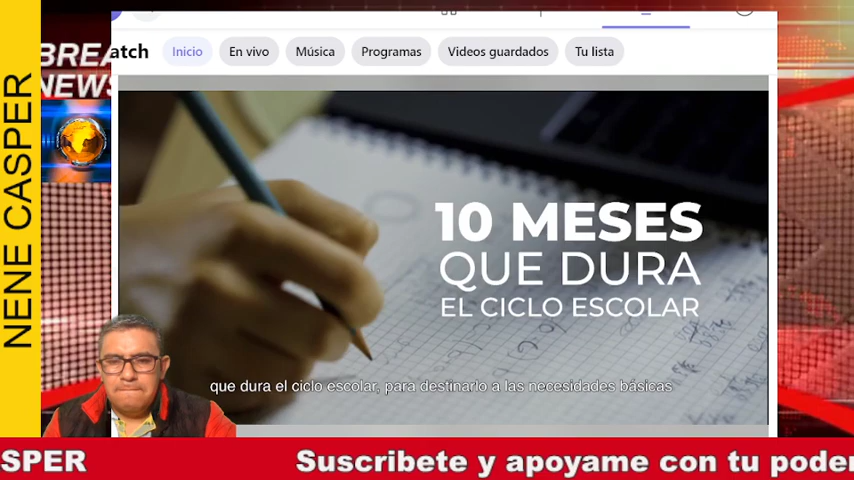 NENE CASPER
BREA
NEWS
atch
Inicio
En vivo
Música
Programas
Videos guardados
Tu lista
10 MESES
QUE DURA
EL CICLO ESCOLAR
que dura el ciclo escolar, para destinarlo a las necesidades básicas
SPER
Suscribete y apoyame con tu poder